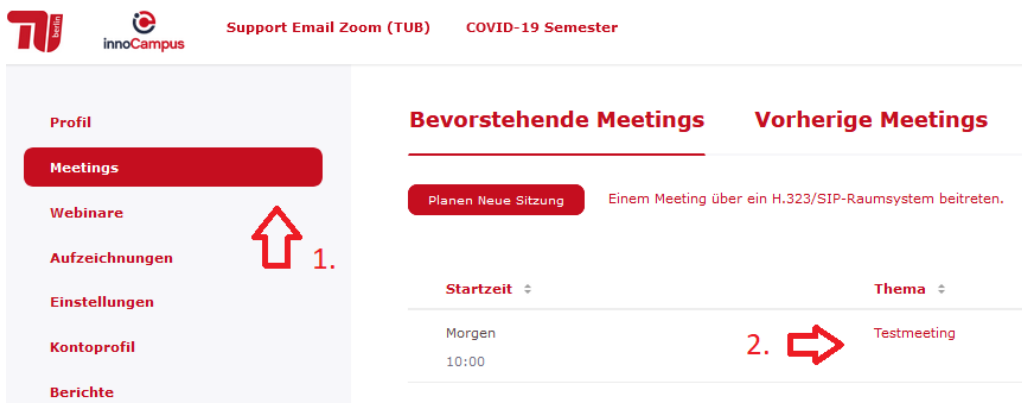 berlin
innoCampus
Support Email Zoom (TUB) COVID-19 Semester
Profil
Meetings
Webinare
Aufzeichnungen
Einstellungen
Kontoprofil
Berichte
1.
Bevorstehende Meetings Vorherige Meetings
Planen Neue Sitzung Einem Meeting über ein H.323/SIP-Raumsystem beitreten.
Startzeit Thema
Morgen 2. Testmeeting
10:00